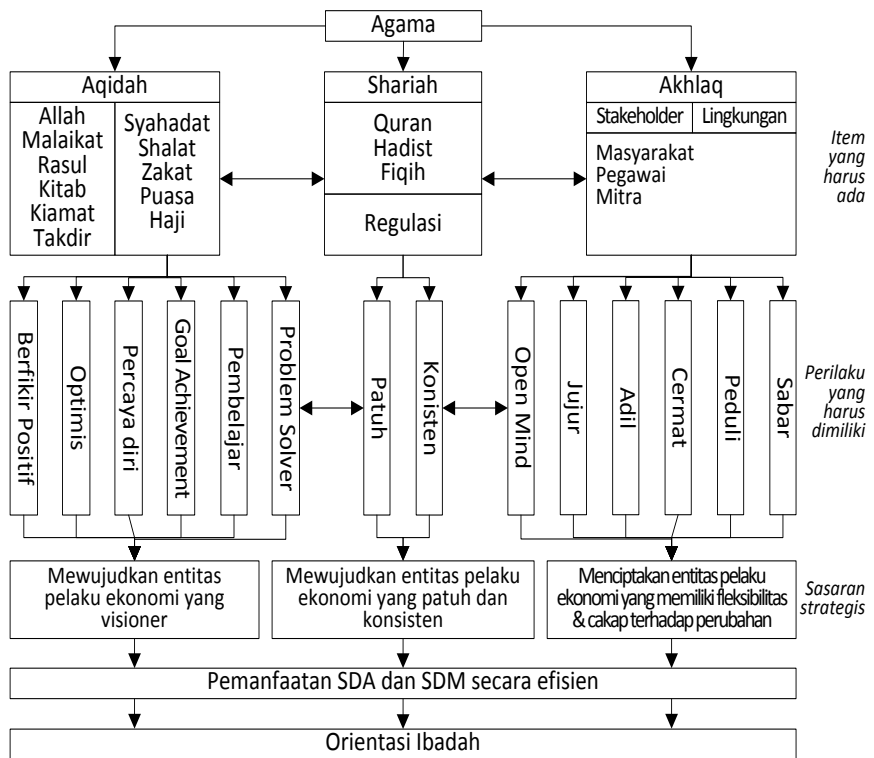 Agama
Aqidah
Allah
Malaikat
Rasul
Kitab
Kiamat
Takdir
Syahadat
Shalat
Zakat
Puasa
Haji
Shariah
Quran
Hadist
Fiqih
Regulasi
Akhlaq
Stakeholder
Lingkungan
Masyarakat
Pegawai
Mitra
Item
yang
harus
ada
Berfikir Positif
Optimis
Percaya diri
Goal Achievement
Pembelajar
Problem Solver
Patuh
Konisten
Open Mind
Jujur
Adil
Cermat
Peduli
Sabar
Perilaku
yang
harus
dimiliki
Mewujudkan entitas
pelaku ekonomi yang
visioner
Mewujudkan entitas pelaku
ekonomi yang patuh dan
konsisten
Menciptakan entitas pelaku
ekonomi yang memiliki fleksibilitas
& cakap terhadap perubahan
Sasaran
strategis
Pemanfaatan SDA dan SDM secara efisien
Orientasi Ibadah